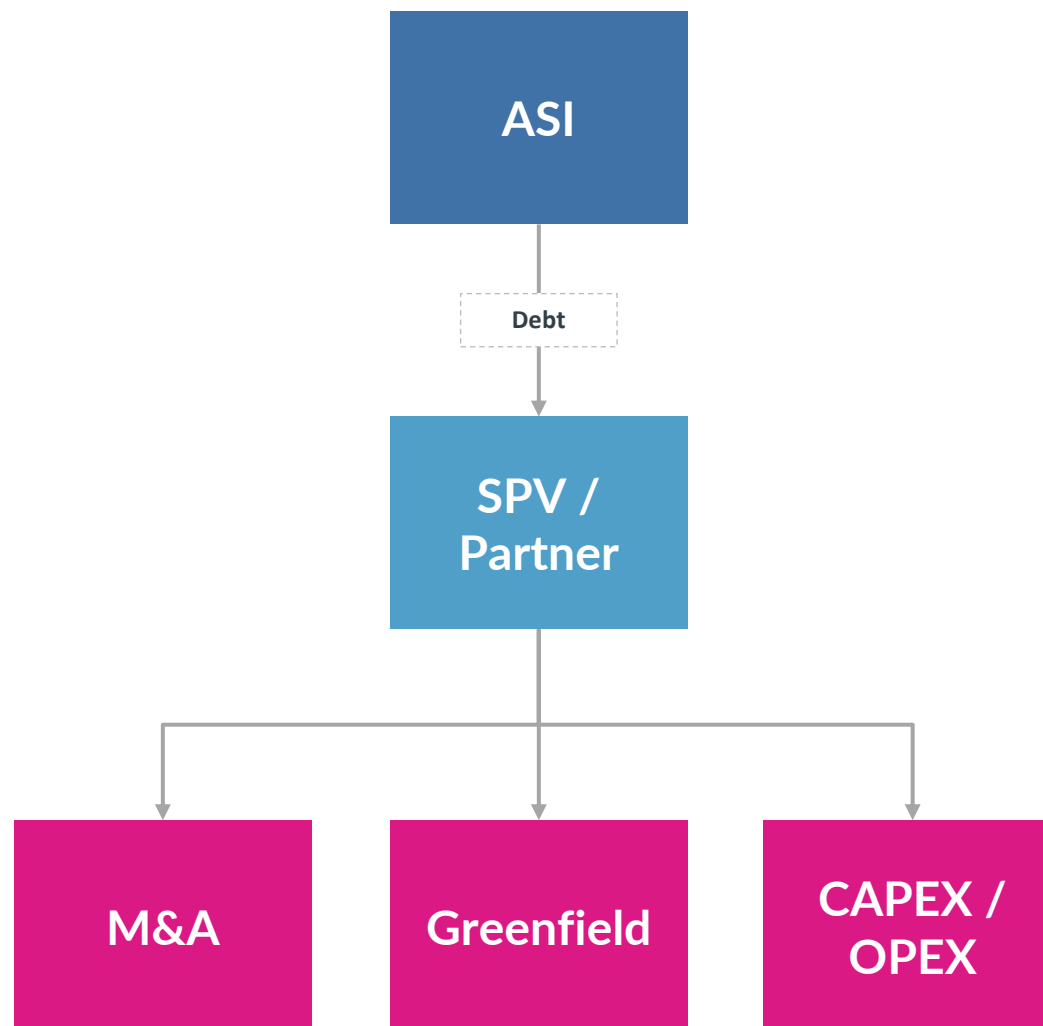 ASI
Debt
SPV /
Partner
M&A
Greenfield
CAPEX /
OPEX